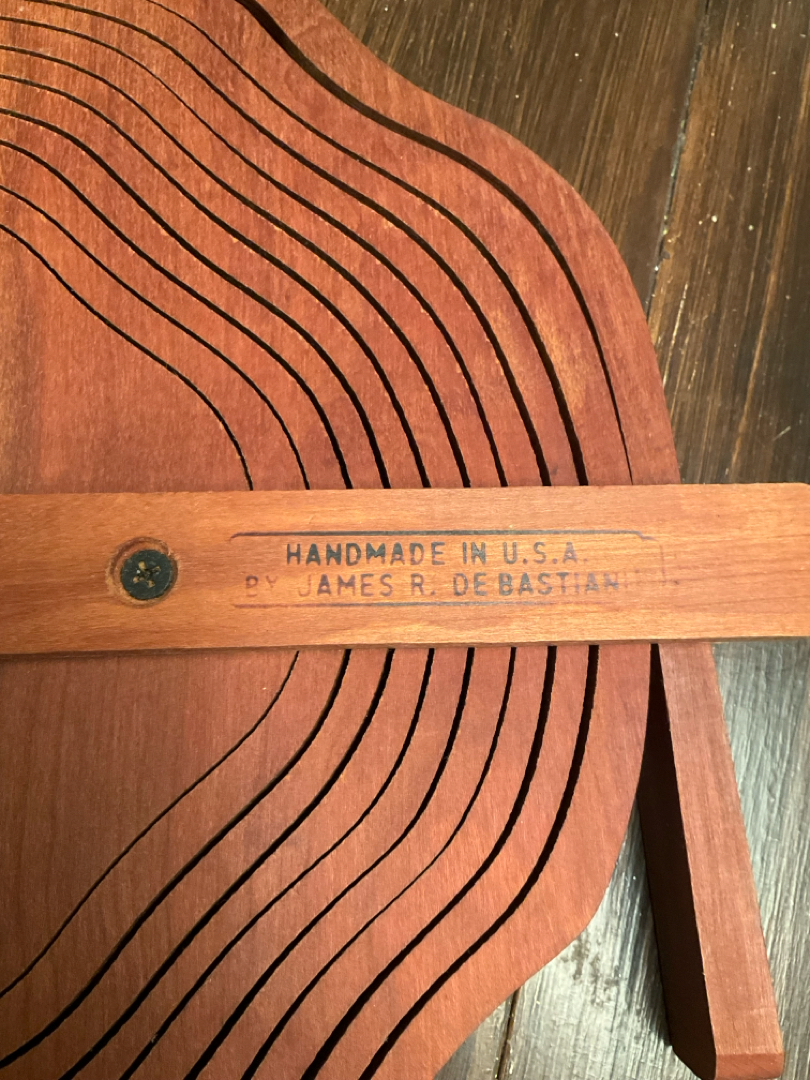 HANDMADE IN U.S.A.
BY JAMES R. DE BASTIANI